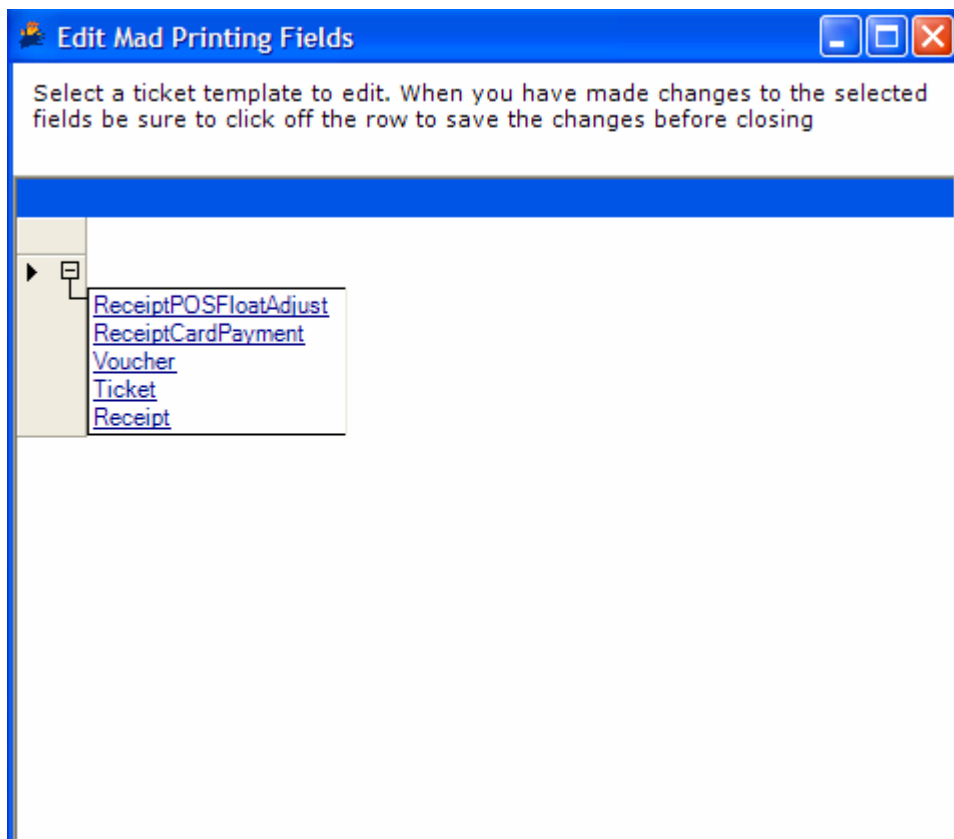 Edit Mad Printing Fields
Select a ticket template to edit. When you have made changes to the selected
fields be sure to click off the row to save the changes before closing
ReceiptPOSFloatAdjust
ReceiptCardPayment
Voucher
Ticket
Receipt